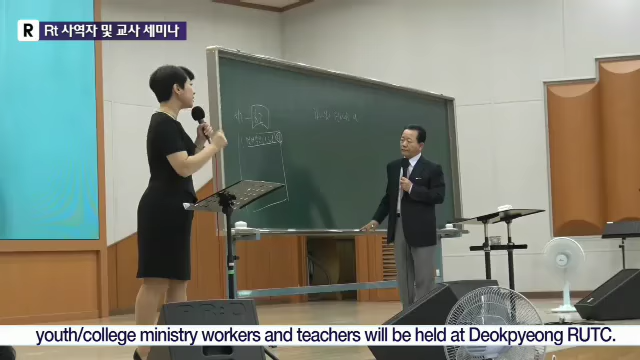 R Rt 사역자 및 교사 세미나
youth/college ministry workers and teachers will be held at Deokpyeong RUTC.